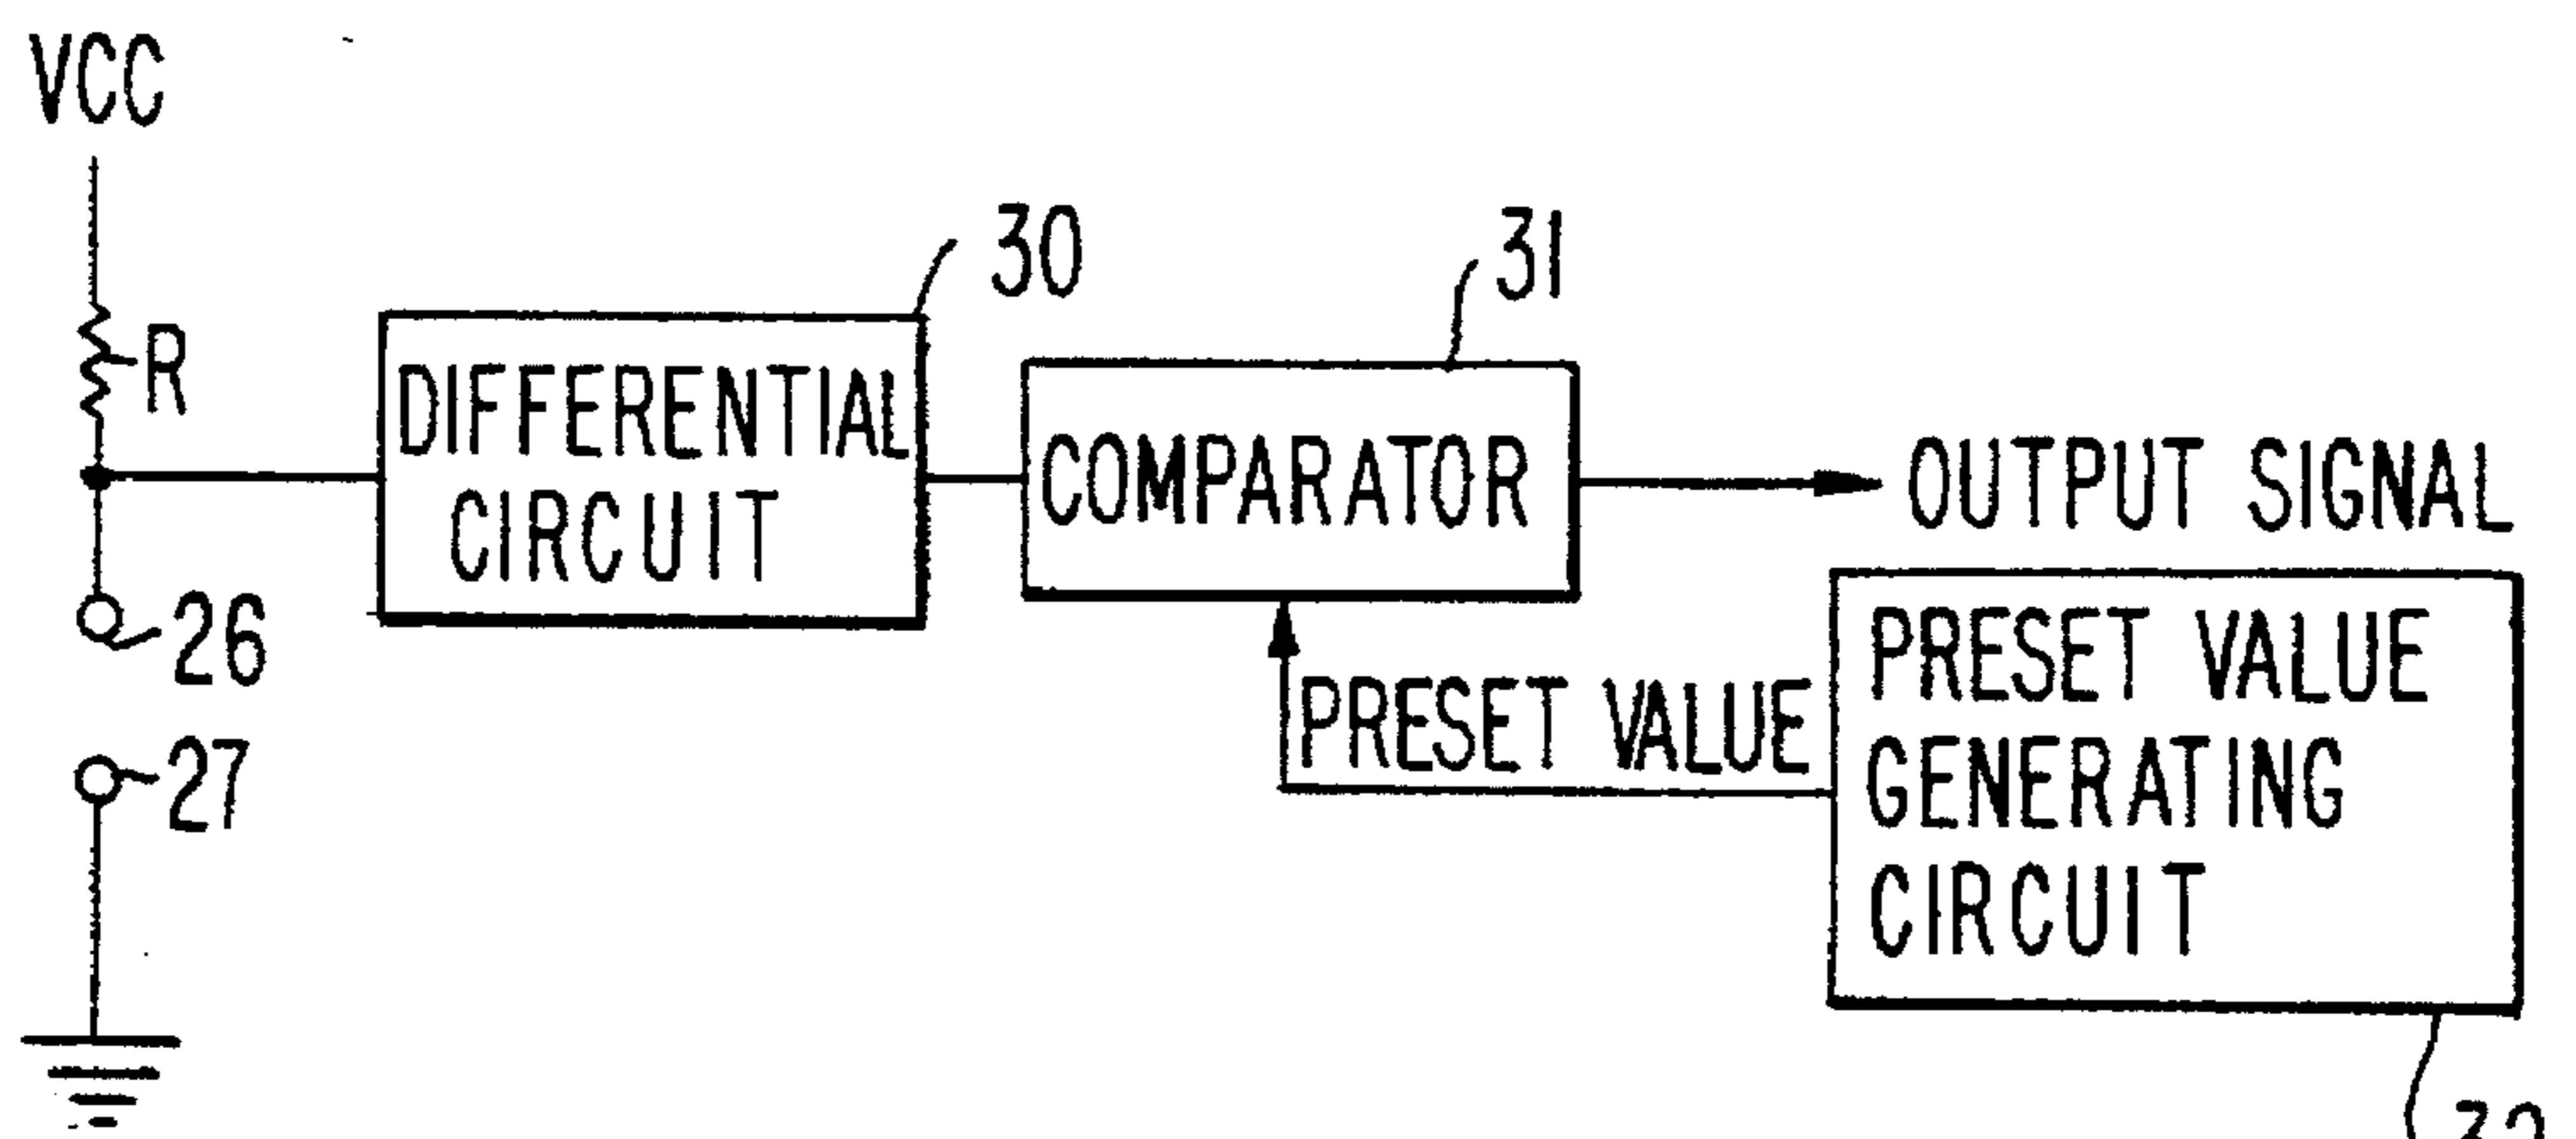 VCC
R
30
31
DIFFERENTIAL
CIRCUIT
COMPARATOR
OUTPUT SIGNAL
26
27
PRESET VALUE
PRESET VALUE
GENERATING
CIRCUIT